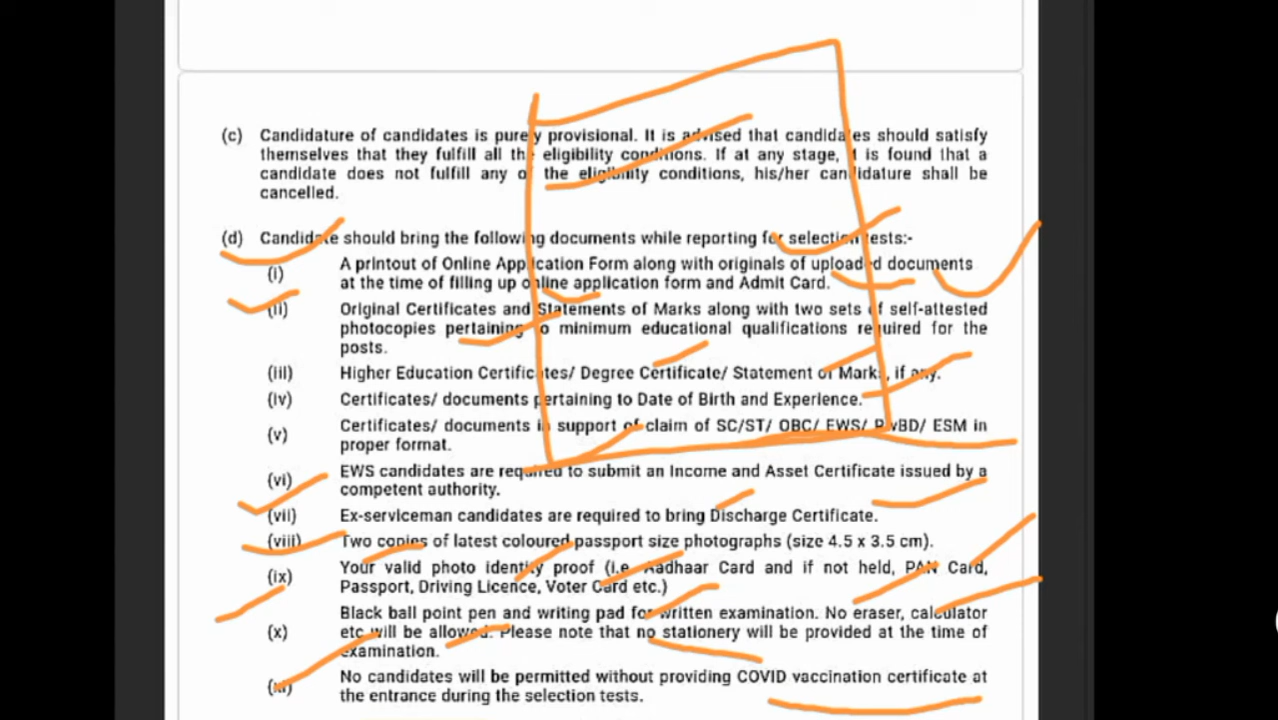 (c) Candidature of candidates is purely provisional. It is advised that candidates should satisfy
themselves that they fulfill all the eligibility conditions. If at any stage, it is found that a
candidate does not fulfill any of the eligibility conditions, his/her candidature shall be
cancelled.
(d) Candidate should bring the following documents while reporting for selection tests:-
(i) A printout of Online Application Form along with originals of uploaded documents
at the time of filling up online application form and Admit Card.
(ii) Original Certificates and Statements of Marks along with two sets of self-attested
photocopies pertaining to minimum educational qualifications required for the
posts.
(iii) Higher Education Certificates/ Degree Certificate/ Statement of Marks, if any.
(iv) Certificates/ documents pertaining to Date of Birth and Experience.
(v) Certificates/ documents in support of claim of SC/ST/ OBC/ EWS/ PwBD/ ESM in
proper format.
(vi) EWS candidates are required to submit an Income and Asset Certificate issued by a
competent authority.
(vii) Ex-serviceman candidates are required to bring Discharge Certificate.
(viii) Two copies of latest coloured passport size photographs (size 4.5 x 3.5 cm).
(ix) Your valid photo identity proof (i.e. Aadhaar Card and if not held, PAN Card,
Passport, Driving Licence, Voter Card etc.)
(x) Black ball point pen and writing pad for written examination. No eraser, calculator
etc will be allowed. Please note that no stationery will be provided at the time of
examination.
(xi) No candidates will be permitted without providing COVID vaccination certificate at
the entrance during the selection tests.